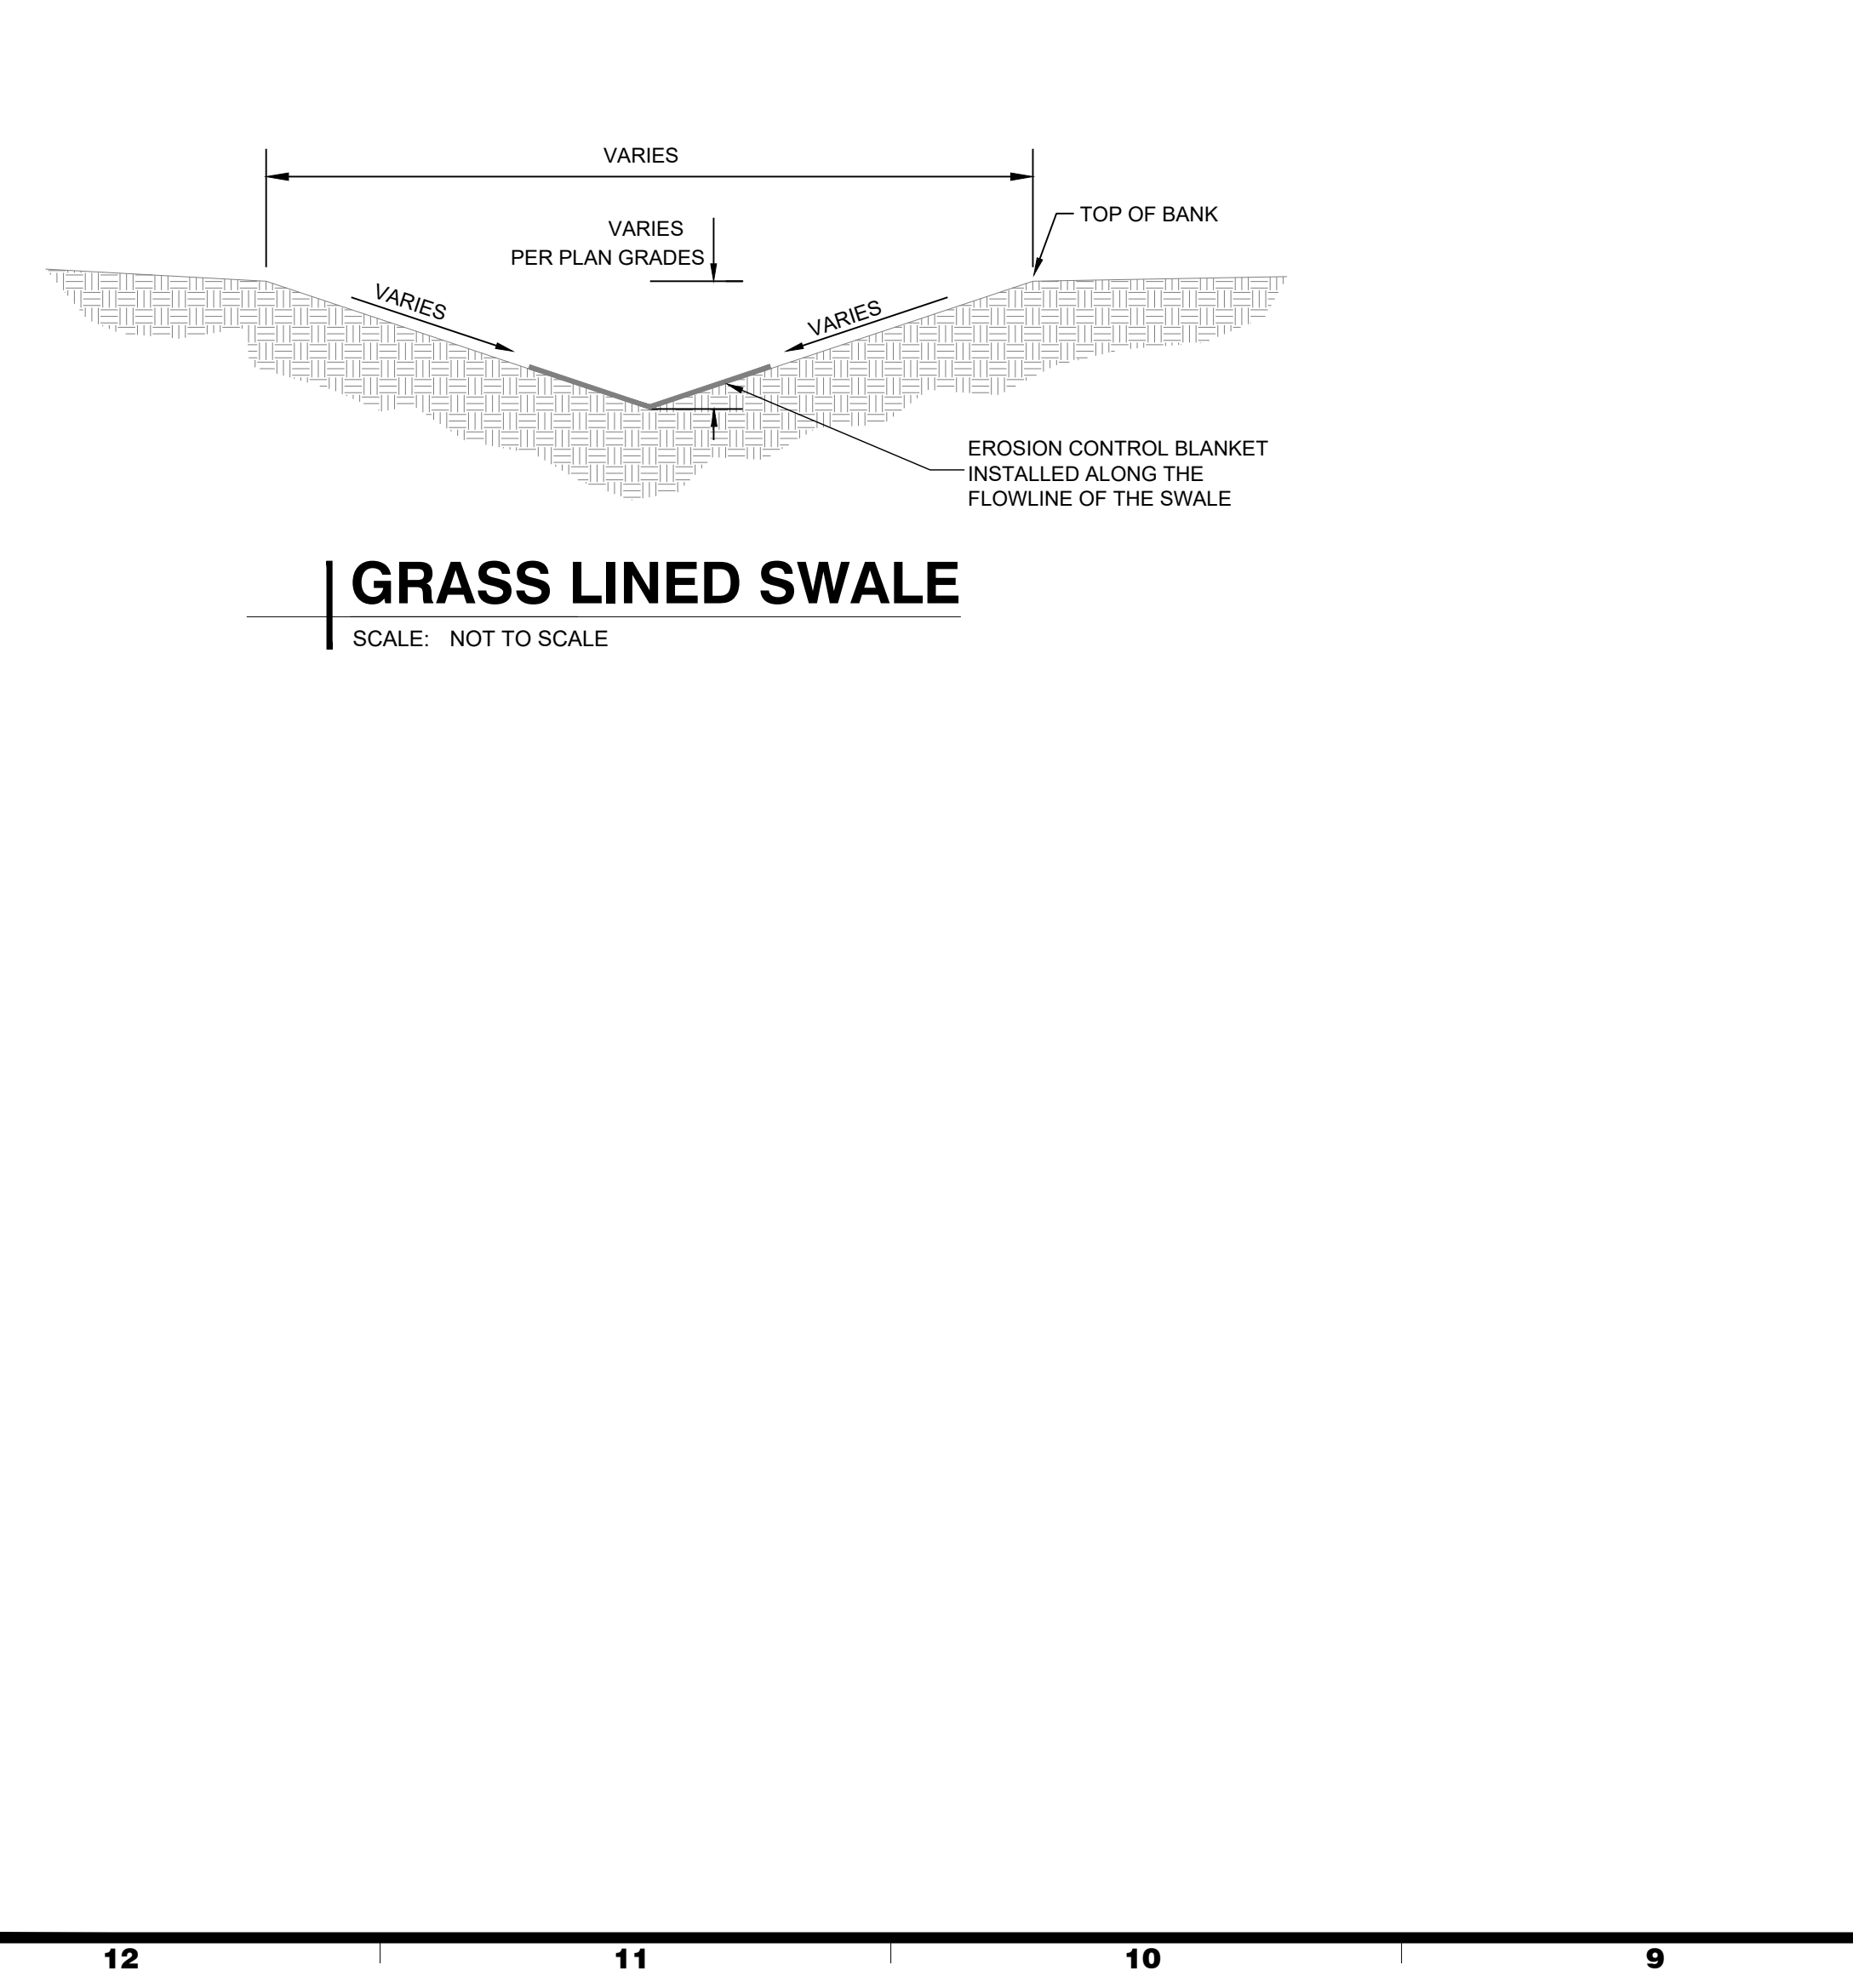 VARIES
TOP OF BANK
VARIES
PER PLAN GRADES
VARIES
VARIES
EROSION CONTROL BLANKET
INSTALLED ALONG THE
FLOWLINE OF THE SWALE
GRASS LINED SWALE
SCALE: NOT TO SCALE
12 11 10 9